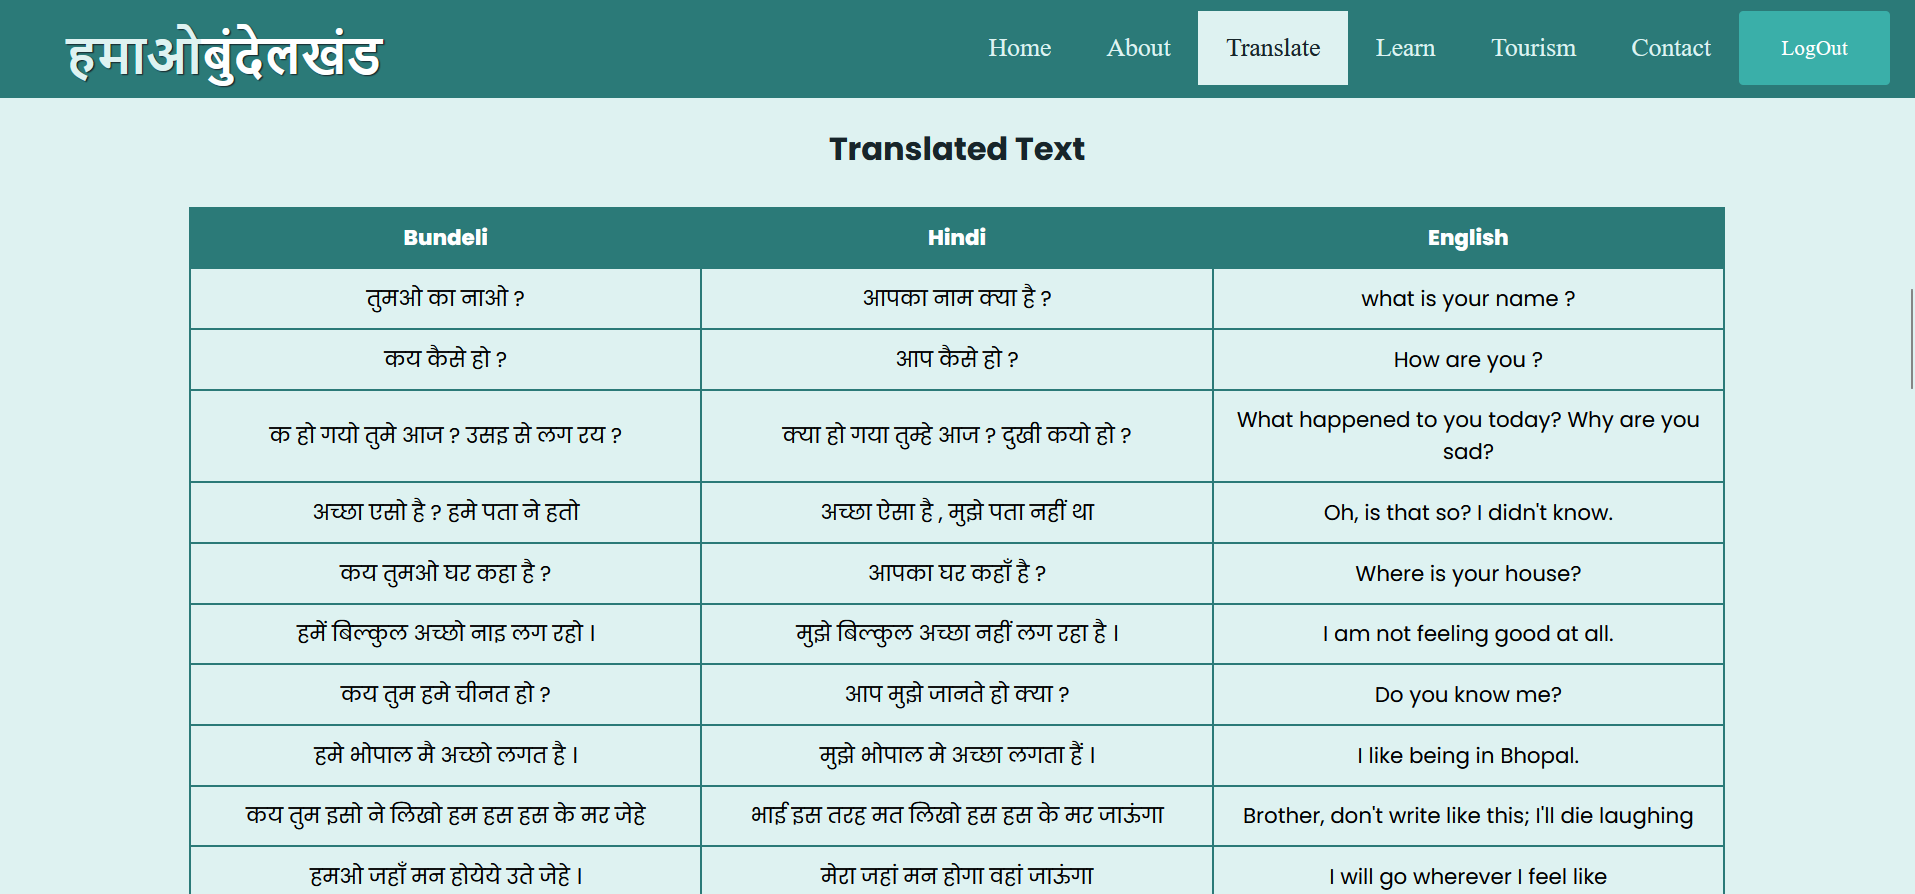 हमाओबुंदेलखंड
Home About Translate Learn Tourism Contact LogOut
Translated Text
Bundeli Hindi English
तुमओ का नाओ ? आपका नाम क्या है ? what is your name ?
कय कैसे हो ? आप कैसे हो ? How are you ?
क हो गयो तुमे आज ? उसइ से लग रय ? क्या हो गया तुम्हे आज ? दुखी कयो हो ? What happened to you today? Why are you
sad?
अच्छा एसो है ? हमे पता ने हतो अच्छा ऐसा है , मुझे पता नहीं था Oh, is that so? I didn't know.
कय तुमओ घर कहा है ? आपका घर कहाँ है ? Where is your house?
हमें बिल्कुल अच्छो नाइ लग रहो । मुझे बिल्कुल अच्छा नहीं लग रहा है । I am not feeling good at all.
कय तुम हमे चीनत हो ? आप मुझे जानते हो क्या ? Do you know me?
हमे भोपाल मै अच्छो लगत है । मुझे भोपाल मे अच्छा लगता हैं । I like being in Bhopal.
कय तुम इसो ने लिखो हम हस हस के मर जेहे भाई इस तरह मत लिखो हस हस के मर जाऊंगा Brother, don't write like this; I'll die laughing
हमओ जहाँ मन होयेये उते जेहे । मेरा जहां मन होगा वहां जाऊंगा I will go wherever I feel like